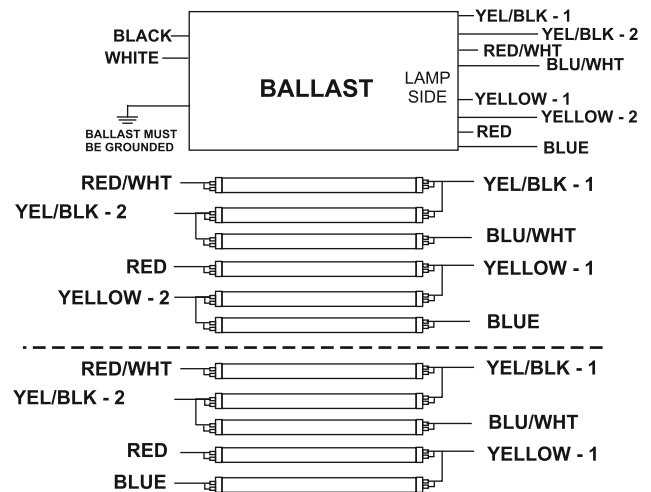 YEL/BLK - 1
BLACK
YEL/BLK - 2
WHITE
RED/WHT
BLU/WHT
BALLAST
LAMP
SIDE
YELLOW - 1
YELLOW - 2
BALLAST MUST
BE GROUNDED
RED
BLUE
RED/WHT
YEL/BLK - 1
YEL/BLK - 2
BLU/WHT
RED
YELLOW - 1
YELLOW - 2
BLUE
RED/WHT
YEL/BLK - 1
YEL/BLK - 2
BLU/WHT
RED
YELLOW - 1
BLUE